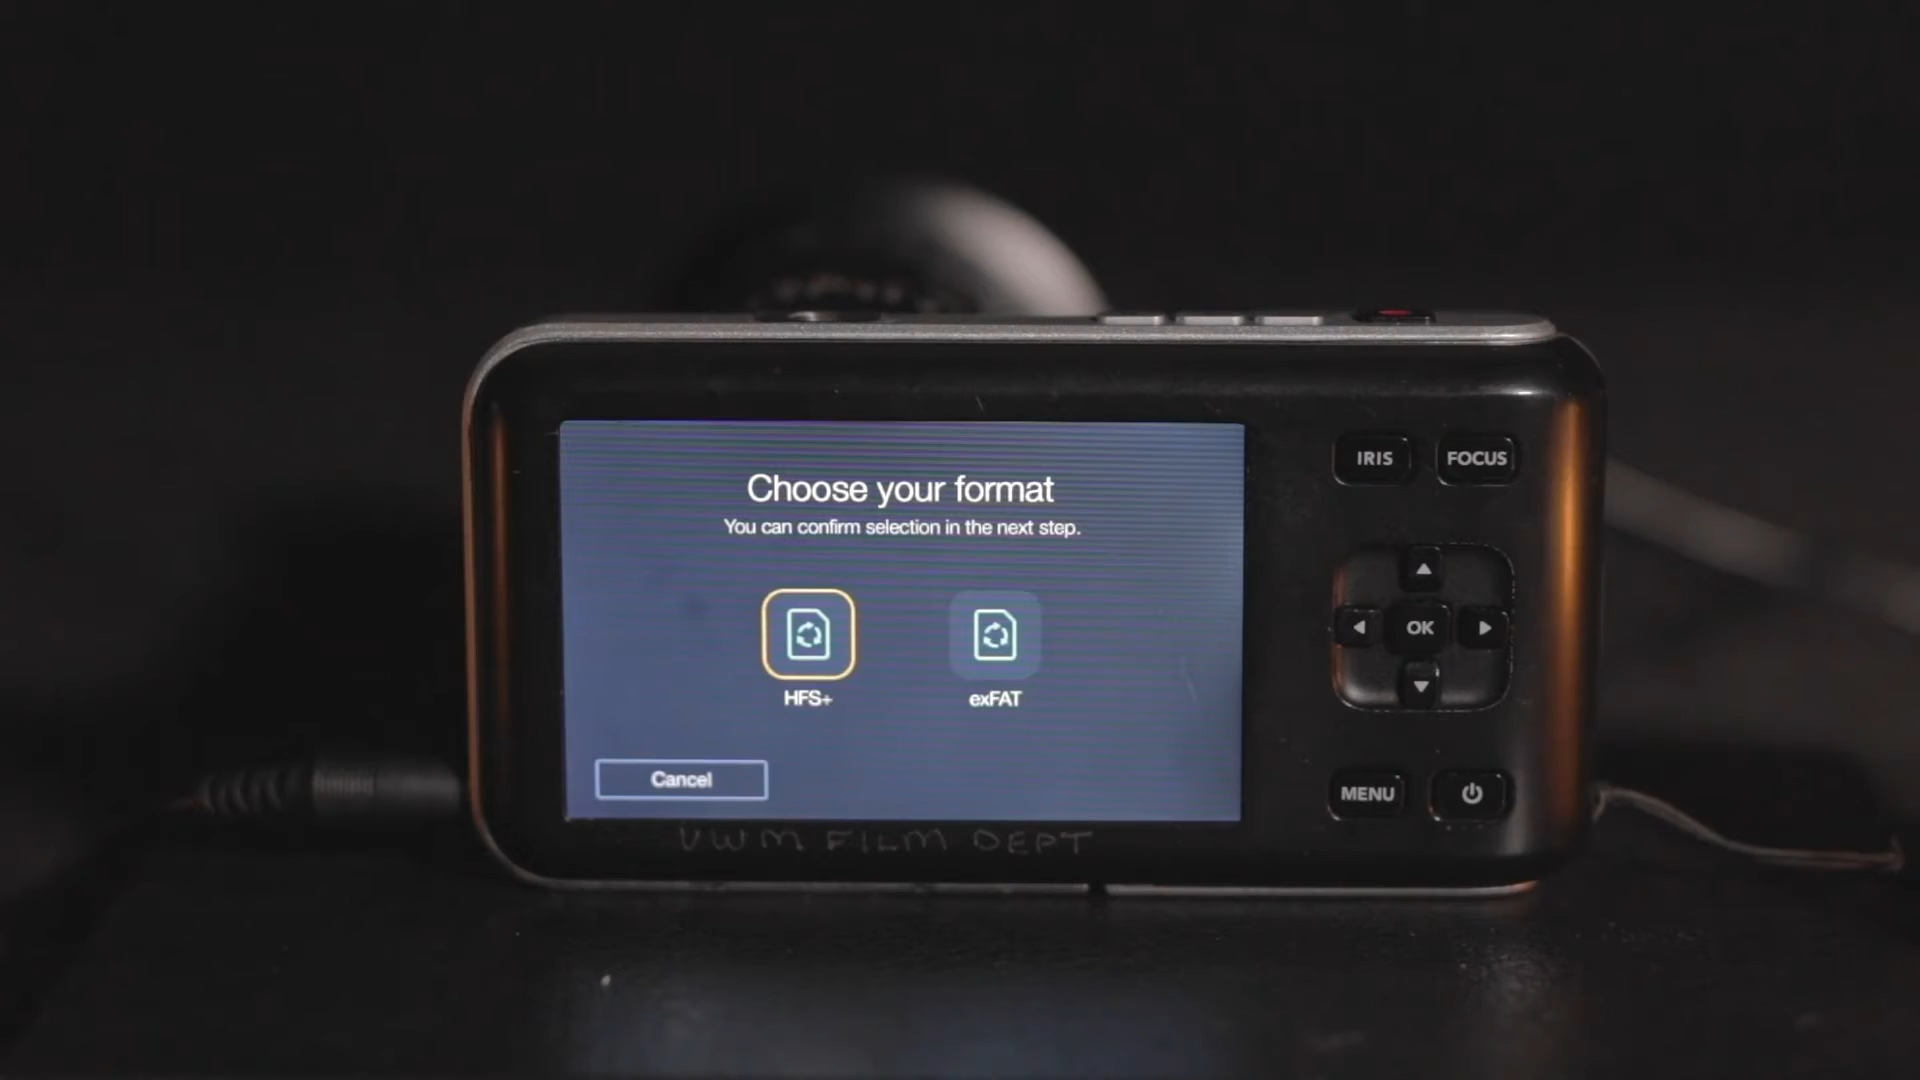 Choose your format
You can confirm selection in the next step.
HFS+ exFAT
Cancel
IRIS FOCUS
OK
MENU
VWM FILM DEPT